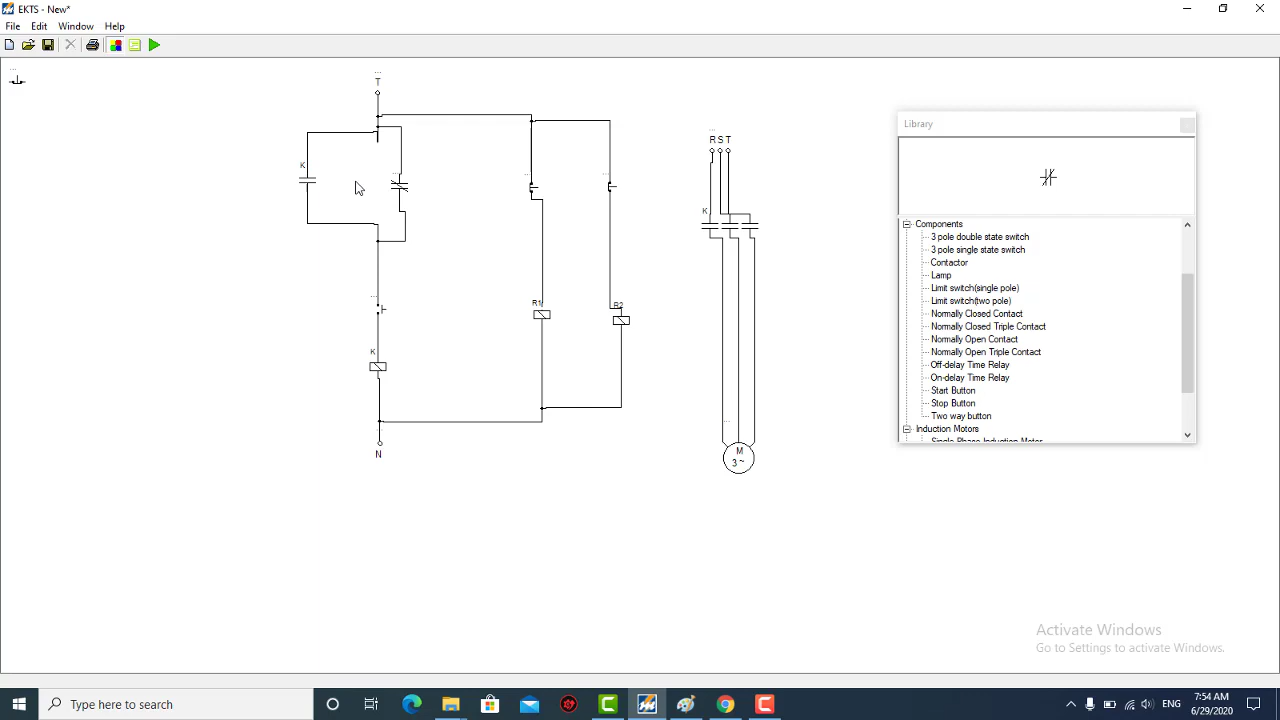 EKTS - New*
File Edit Window Help
...
...
T
K
...
...
...
...
K
R1
R2
N
...
R S T
K
...
M
3 ~
Library
Components
3 pole double state switch
3 pole single state switch
Contactor
Lamp
Limit switch(single pole)
Limit switch(two pole)
Normally Closed Contact
Normally Closed Triple Contact
Normally Open Contact
Normally Open Triple Contact
Off-delay Time Relay
On-delay Time Relay
Start Button
Stop Button
Two way button
Induction Motors
Single Phase Induction Motor
Activate Windows
Go to Settings to activate Windows.
Type here to search
ENG
7:54 AM
6/29/2020